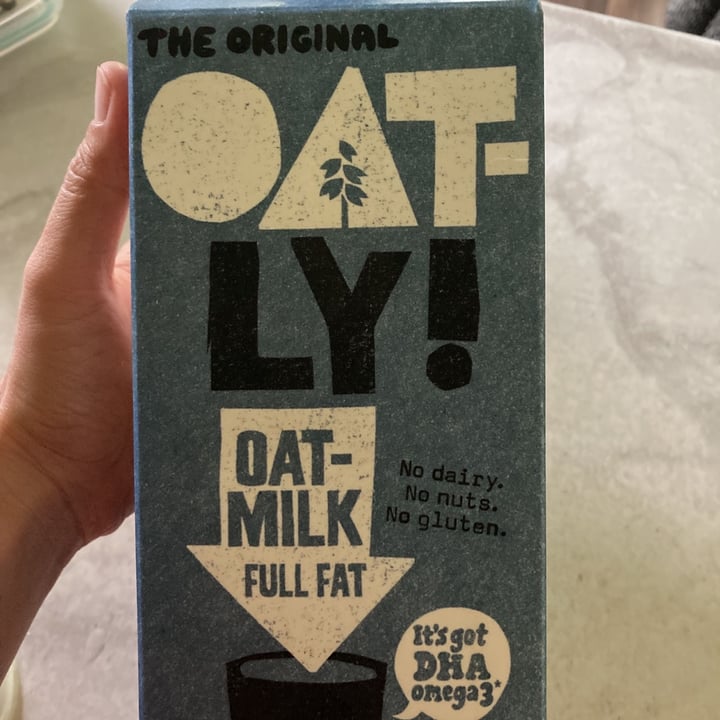 THE ORIGINAL
OAT-
LY!
OAT-
MILK
FULL FAT
No dairy.
No nuts.
No gluten.
It's got
DHA
omega3*